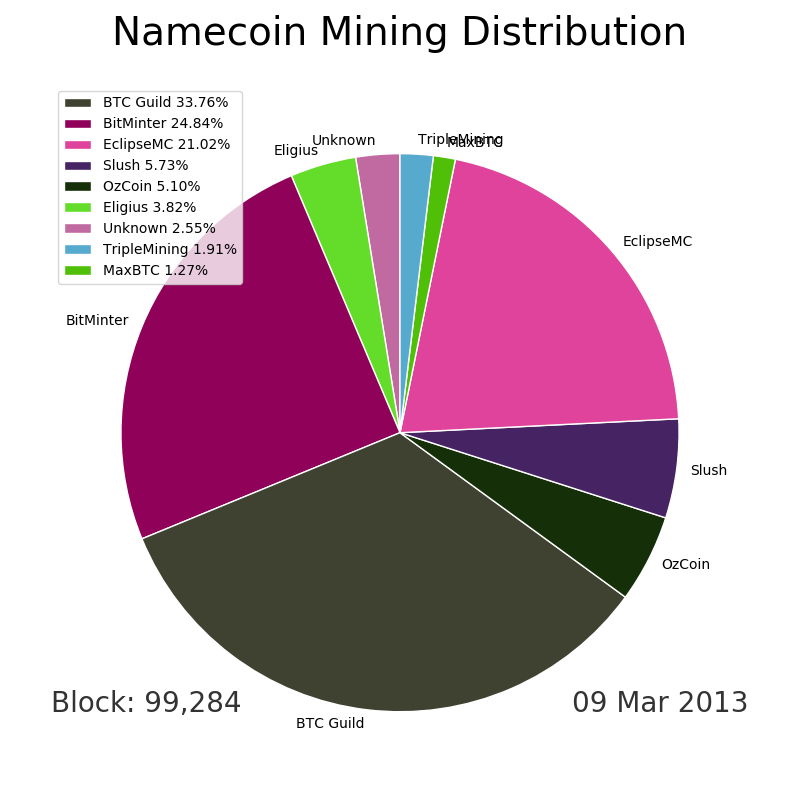 Namecoin Mining Distribution
BTC Guild 33.76%
BitMinter 24.84%
EclipseMC 21.02%
Slush 5.73%
OzCoin 5.10%
Eligius 3.82%
Unknown 2.55%
TripleMining 1.91%
MaxBTC 1.27%
Unknown
TripleMining
MaxBTC
Eligius
EclipseMC
BitMinter
Slush
OzCoin
Block: 99,284
09 Mar 2013
BTC Guild